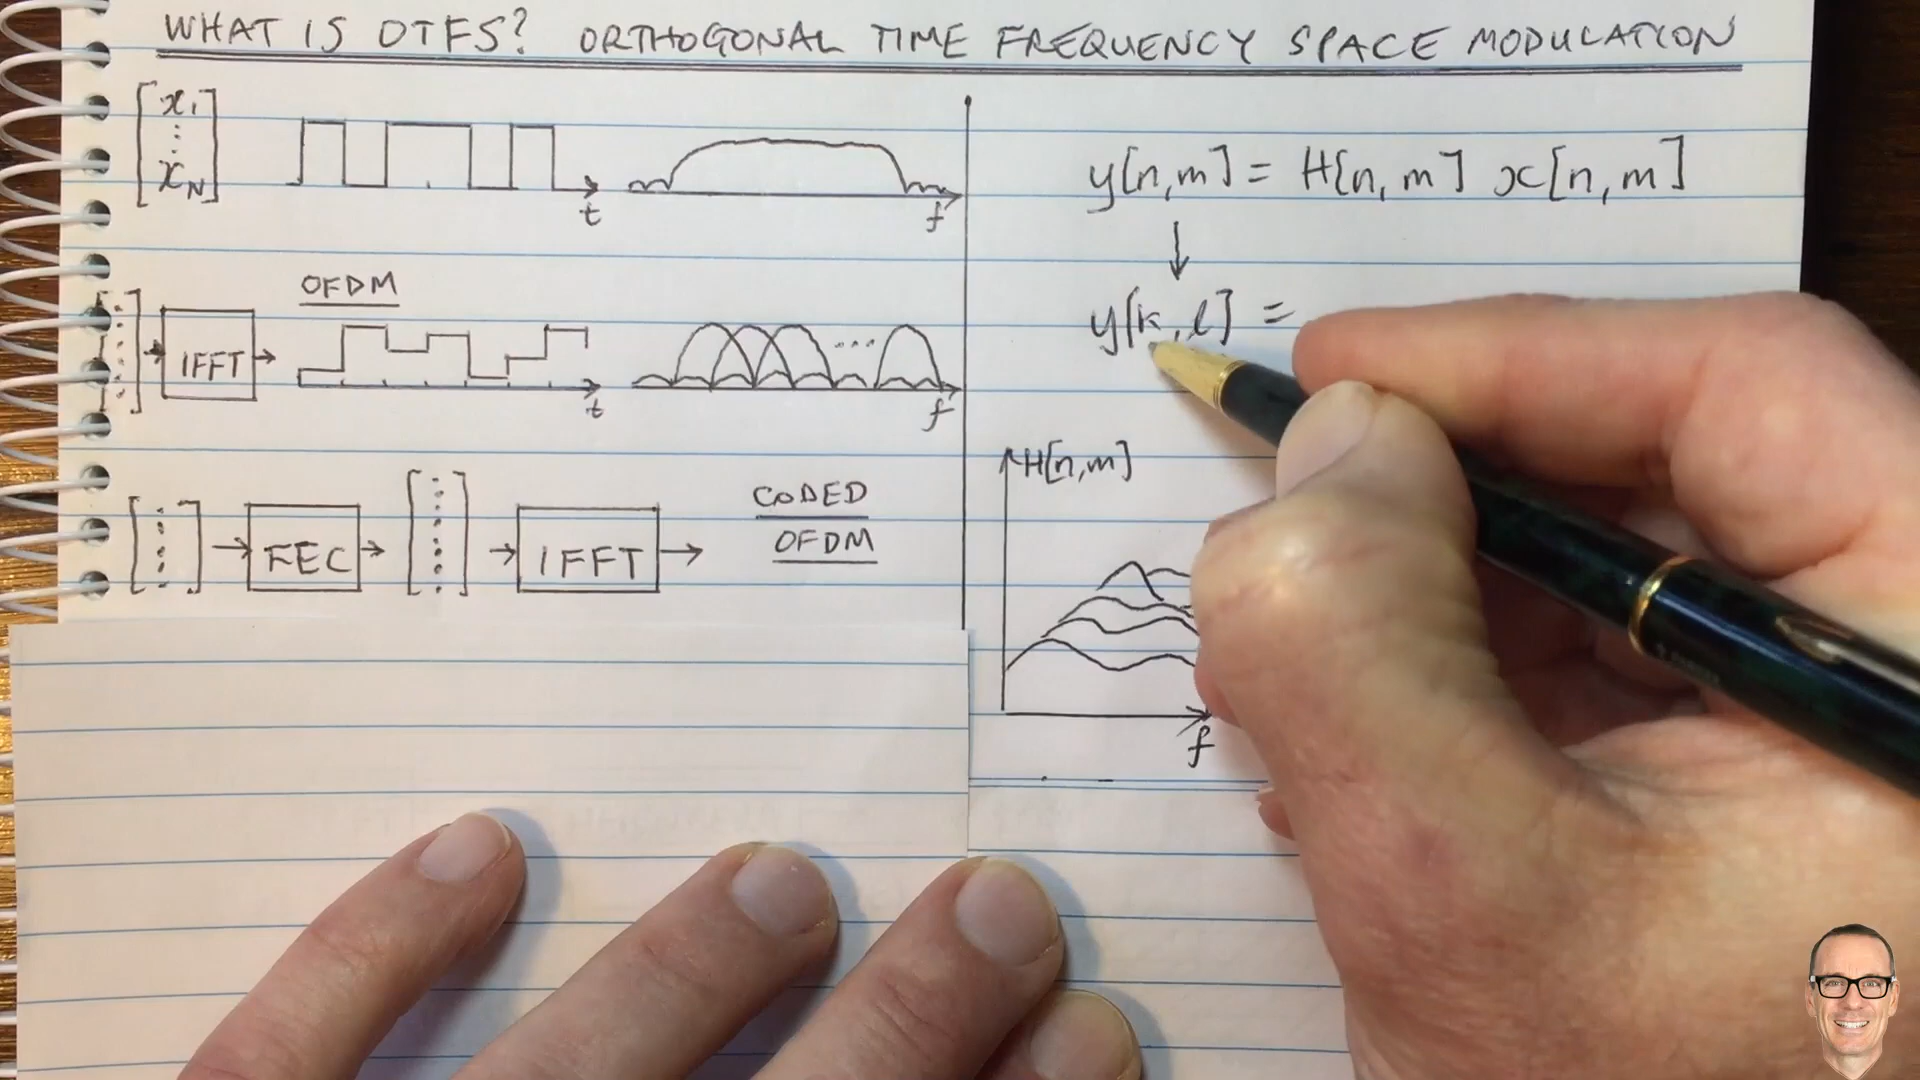 WHAT IS OTFS? ORTHOGONAL TIME FREQUENCY SPACE MODULATION
x1
⋮
xN
t
f
OFDM
IFFT
t
f
FEC
IFFT
CODED
OFDM
y[n,m] = H[n,m] x[n,m]
↓
y[k,l] =
H[n,m]
f